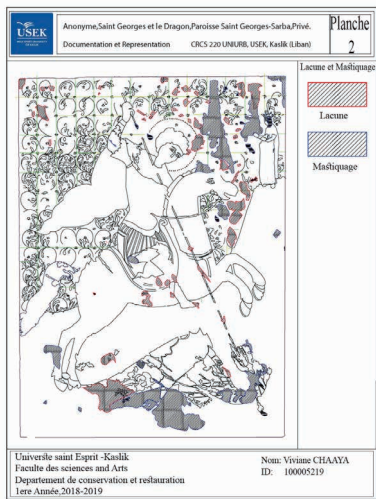 USEK
Anonyme,Saint Georges et le Dragon,Paroisse Saint Georges-Sarba,Privé.
Documentation et Representation CRCS 220 UNIURB, USEK, Kaslik (Liban)
Planche
2
Lacune et Mastiquage
Lacune
Mastiquage
Universite saint Esprit -Kaslik
Faculte des sciences and Arts
Departement de conservation et restauration
1ere Année,2018-2019
Nom: Viviane CHAAYA
ID: 100005219